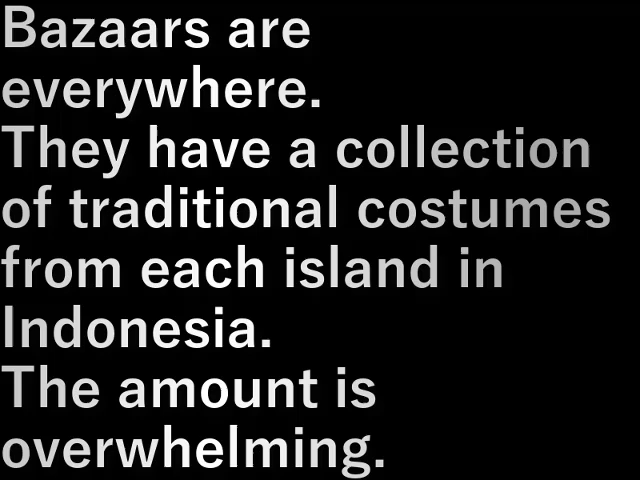 Bazaars are
everywhere.
They have a collection
of traditional costumes
from each island in
Indonesia.
The amount is
overwhelming.